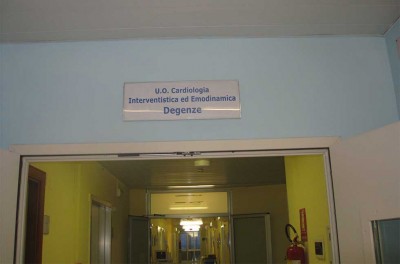 U.O. Cardiologia
Interventistica ed Emodinamica
Degenze